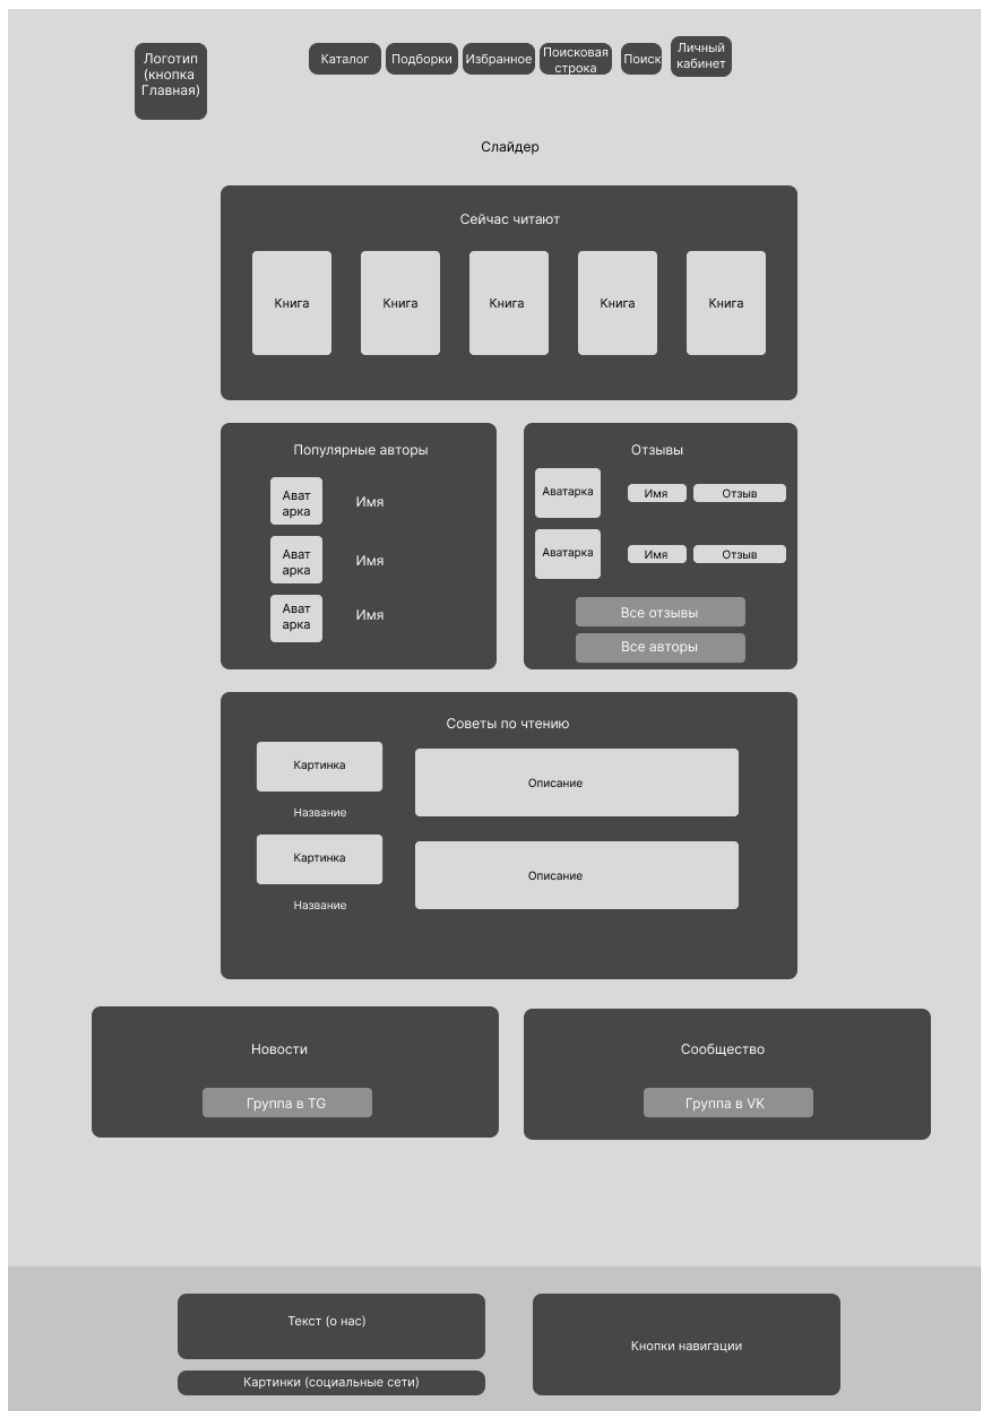 Логотип
(кнопка
Главная)
Каталог
Подборки
Избранное
Поисковая
строка
Поиск
Личный
кабинет
Слайдер
Сейчас читают
Книга
Книга
Книга
Книга
Книга
Популярные авторы
Ават
арка
Имя
Ават
арка
Имя
Ават
арка
Имя
Отзывы
Аватарка
Имя
Отзыв
Аватарка
Имя
Отзыв
Все отзывы
Все авторы
Советы по чтению
Картинка
Название
Описание
Картинка
Название
Описание
Новости
Группа в TG
Сообщество
Группа в VK
Текст (о нас)
Картинки (социальные сети)
Кнопки навигации